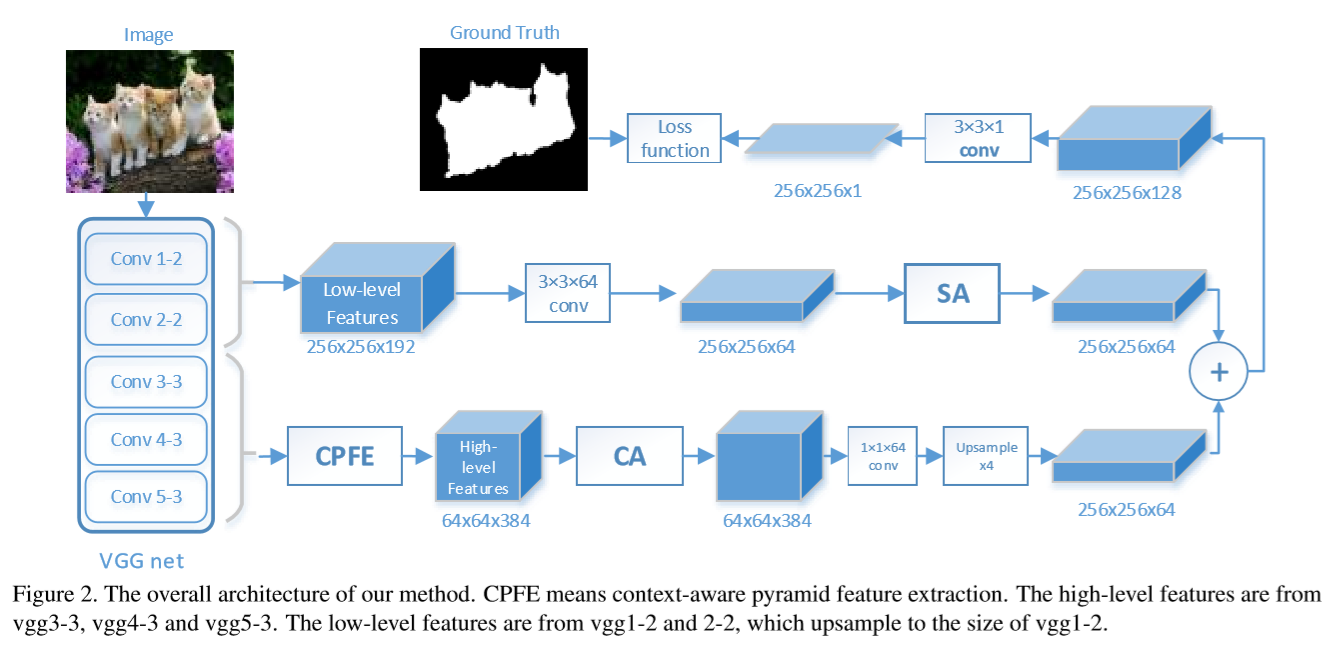 Image
Ground Truth
Loss
function
3×3×1
conv
256x256x1
256x256x128
Conv 1-2
Conv 2-2
Conv 3-3
Conv 4-3
Conv 5-3
VGG net
Low-level
Features
256x256x192
3×3×64
conv
256x256x64
SA
256x256x64
+
CPFE
High-
level
Features
64x64x384
CA
64x64x384
1×1×64
conv
Upsample
x4
256x256x64
Figure 2. The overall architecture of our method. CPFE means context-aware pyramid feature extraction. The high-level features are from
vgg3-3, vgg4-3 and vgg5-3. The low-level features are from vgg1-2 and 2-2, which upsample to the size of vgg1-2.